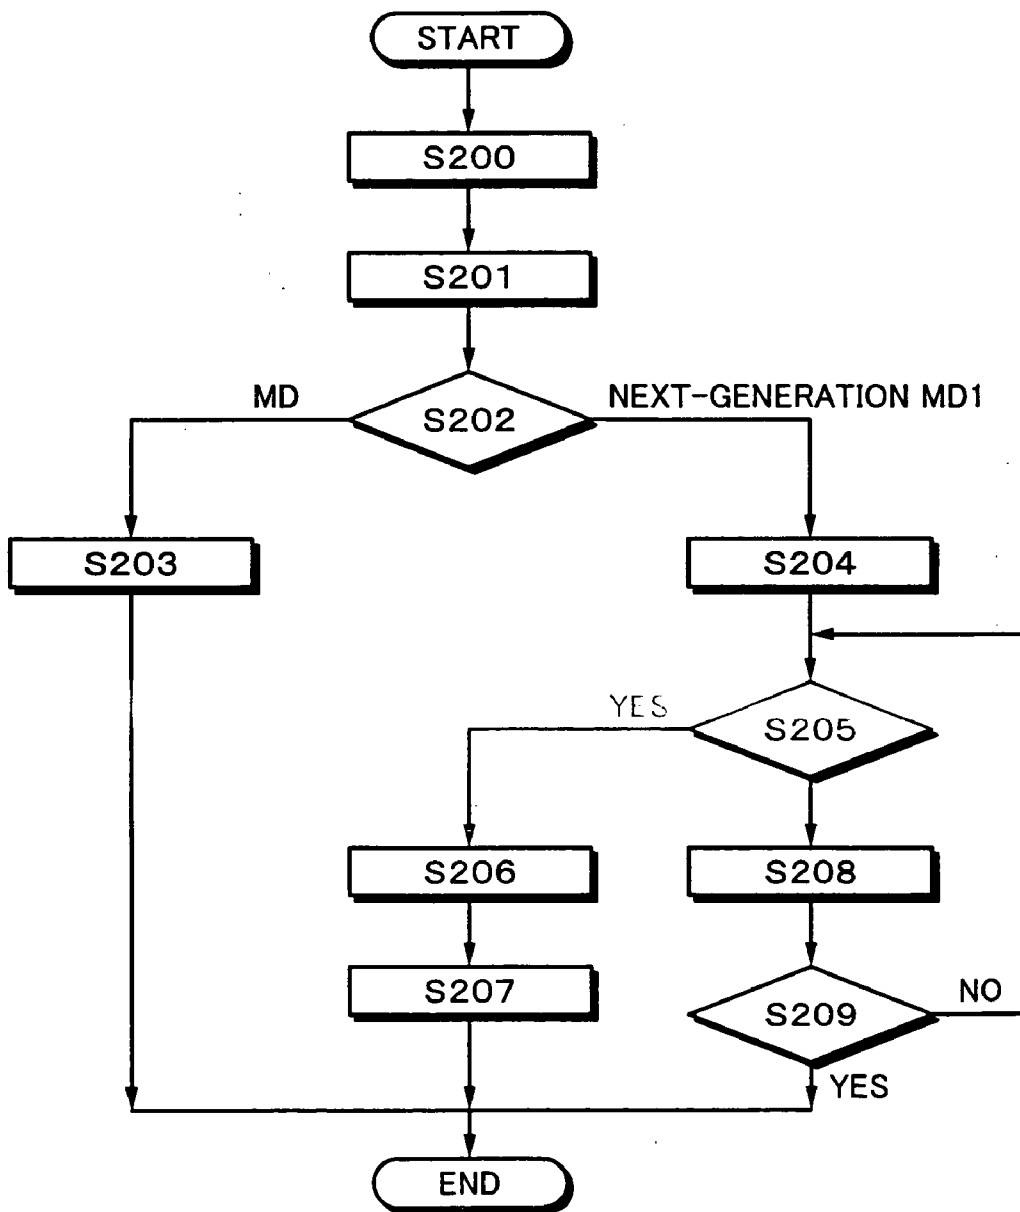 START
S200
S201
MD
NEXT-GENERATION MD1
S202
S203
S204
YES
S205
S206
S208
S207
S209
NO
YES
END